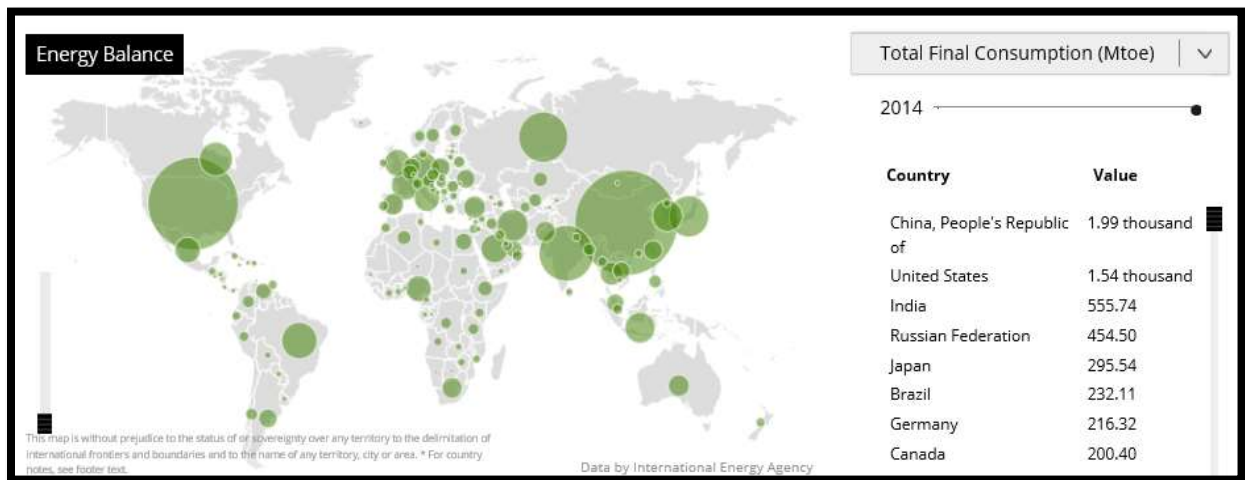 Energy Balance
Total Final Consumption (Mtoe)
2014
Country Value
China, People's Republic 1.99 thousand
of
United States 1.54 thousand
India 555.74
Russian Federation 454.50
Japan 295.54
Brazil 232.11
Germany 216.32
Canada 200.40
This map is without prejudice to the status of or sovereignty over any territory to the delimitation of
international frontiers and boundaries and to the name of any territory, city or area. * For country
notes, see footer text.
Data by International Energy Agency